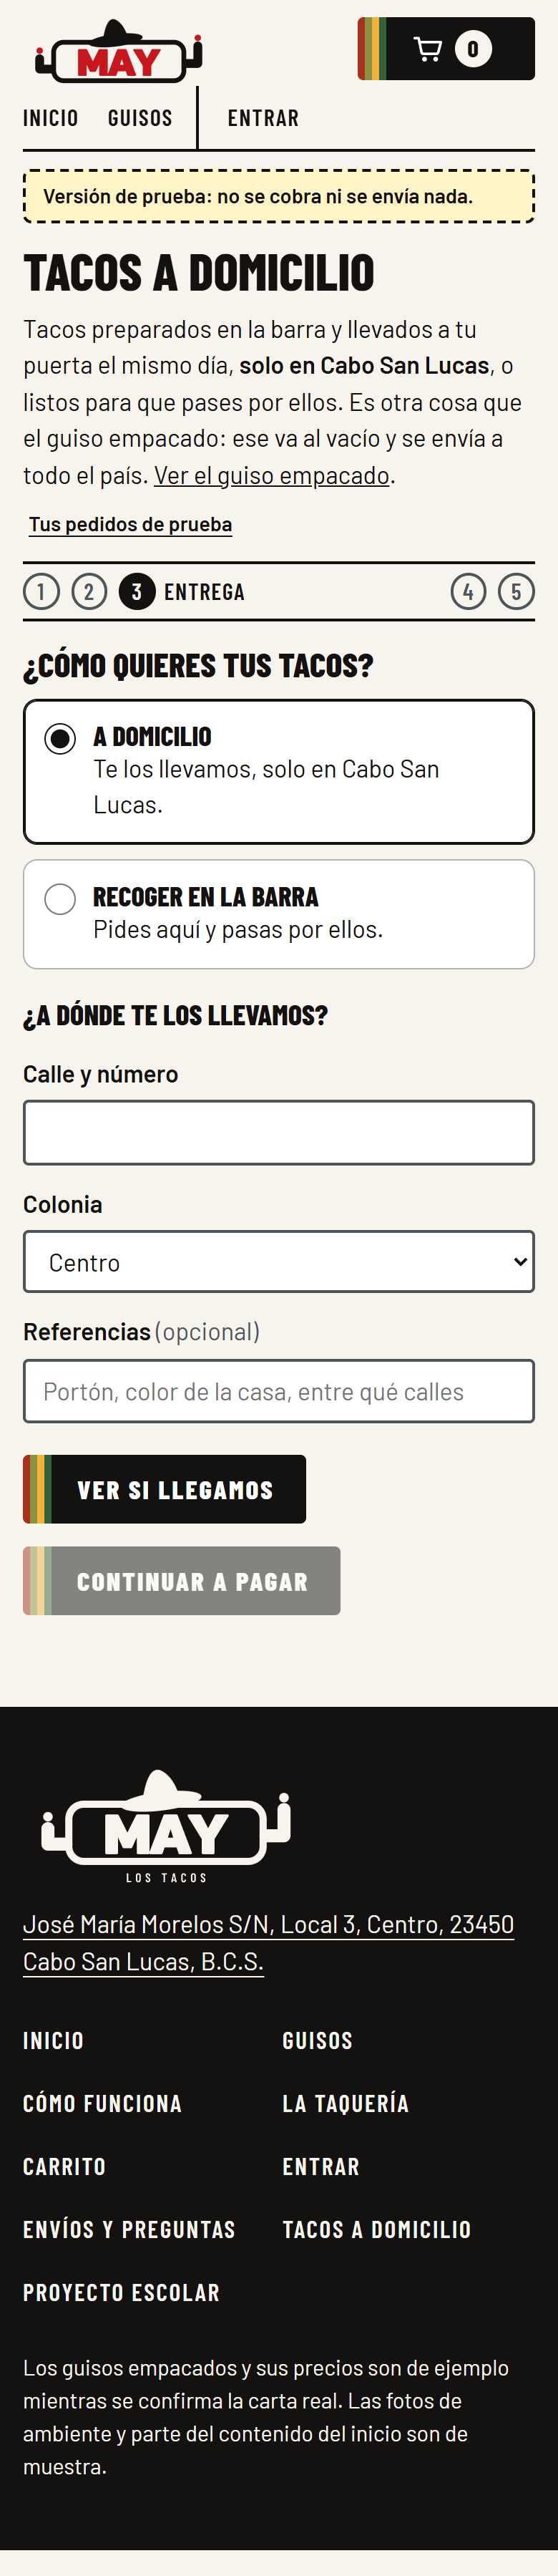 MAY
0
INICIO GUISOS ENTRAR
Versión de prueba: no se cobra ni se envía nada.
TACOS A DOMICILIO
Tacos preparados en la barra y llevados a tu
puerta el mismo día, solo en Cabo San Lucas, o
listos para que pases por ellos. Es otra cosa que
el guiso empacado: ese va al vacío y se envía a
todo el país. Ver el guiso empacado.
Tus pedidos de prueba
1 2 3 ENTREGA 4 5
¿CÓMO QUIERES TUS TACOS?
A DOMICILIO
Te los llevamos, solo en Cabo San
Lucas.
RECOGER EN LA BARRA
Pides aquí y pasas por ellos.
¿A DÓNDE TE LOS LLEVAMOS?
Calle y número
Colonia
Centro
Referencias (opcional)
Portón, color de la casa, entre qué calles
VER SI LLEGAMOS
CONTINUAR A PAGAR
MAY
LOS TACOS
José María Morelos S/N, Local 3, Centro, 23450
Cabo San Lucas, B.C.S.
INICIO GUISOS
CÓMO FUNCIONA LA TAQUERÍA
CARRITO ENTRAR
ENVÍOS Y PREGUNTAS TACOS A DOMICILIO
PROYECTO ESCOLAR
Los guisos empacados y sus precios son de ejemplo
mientras se confirma la carta real. Las fotos de
ambiente y parte del contenido del inicio son de
muestra.